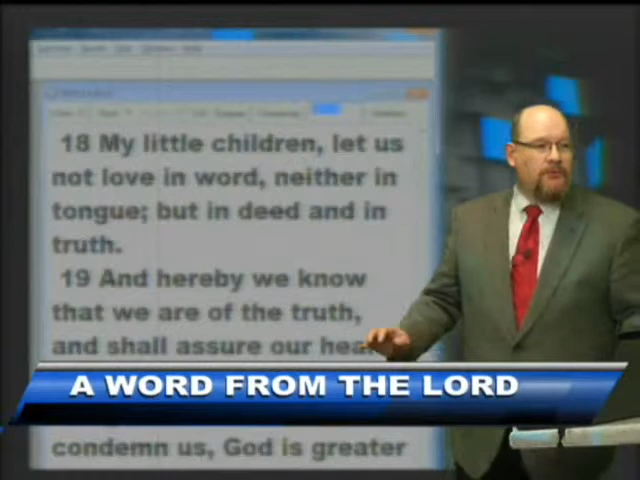 18 My little children, let us
not love in word, neither in
tongue; but in deed and in
truth.
19 And hereby we know
that we are of the truth,
and shall assure our hea
A WORD FROM THE LORD
condemn us, God is greater